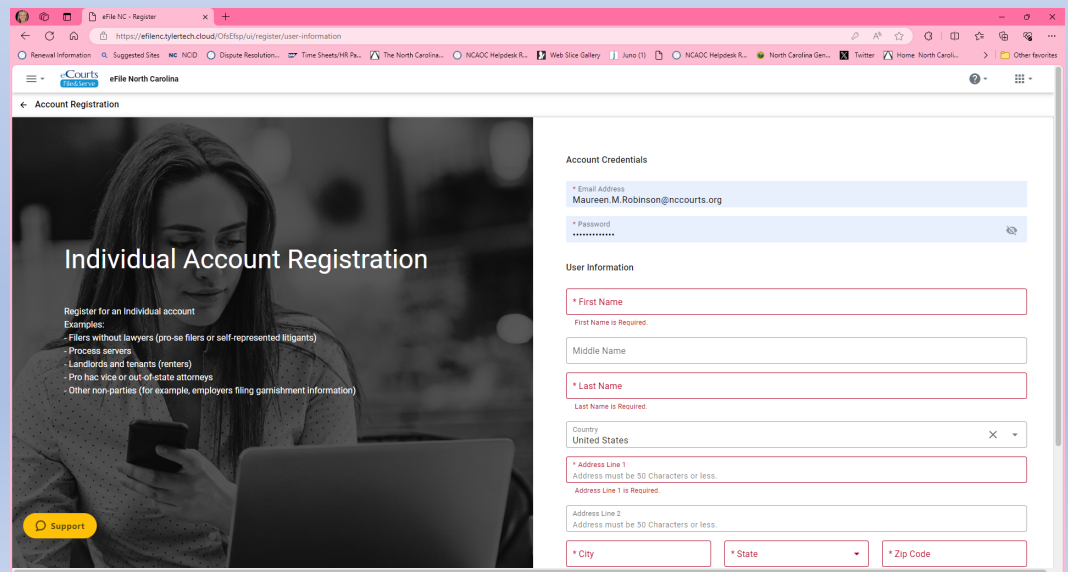 eFile NC - Register
https://efilenc.tylertech.cloud/OfsEfsp/ui/register/user-information
Renewal Information
Suggested Sites
NC NCID
Dispute Resolution...
Time Sheets/HR Pa...
The North Carolina...
NCAOC Helpdesk R...
Web Slice Gallery
Juno (1)
NCAOC Helpdesk R...
North Carolina Gen...
Twitter
Home North Caroli...
Other favorites
eCourts
File&Serve
eFile North Carolina
Account Registration
Individual Account Registration
Register for an Individual account
Examples:
- Filers without lawyers (pro-se filers or self-represented litigants)
- Process servers
- Landlords and tenants (renters)
- Pro hac vice or out-of-state attorneys
- Other non-parties (for example, employers filing garnishment information)
Support
Account Credentials
* Email Address
Maureen.M.Robinson@nccourts.org
* Password
•••••••••••••
User Information
* First Name
First Name is Required.
Middle Name
* Last Name
Last Name is Required.
Country
United States
* Address Line 1
Address must be 50 Characters or less.
Address Line 1 is Required.
Address Line 2
Address must be 50 Characters or less.
* City
* State
* Zip Code